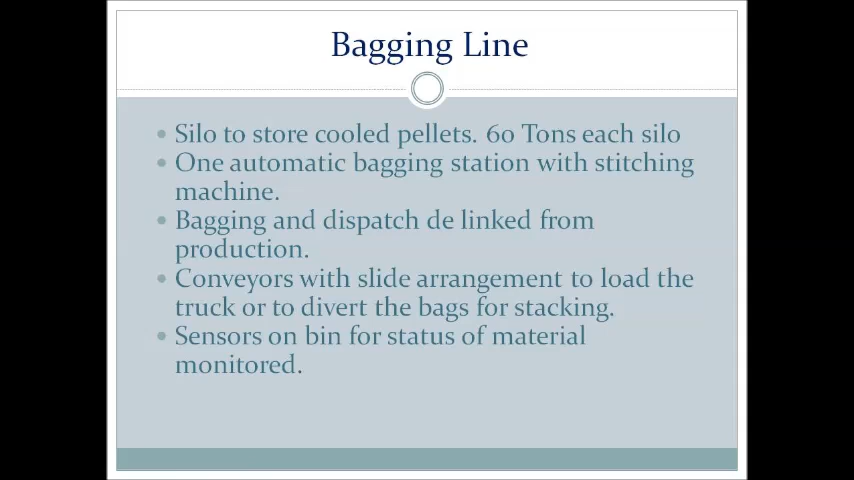 Bagging Line
Silo to store cooled pellets. 60 Tons each silo
One automatic bagging station with stitching
machine.
Bagging and dispatch de linked from
production.
Conveyors with slide arrangement to load the
truck or to divert the bags for stacking.
Sensors on bin for status of material
monitored.